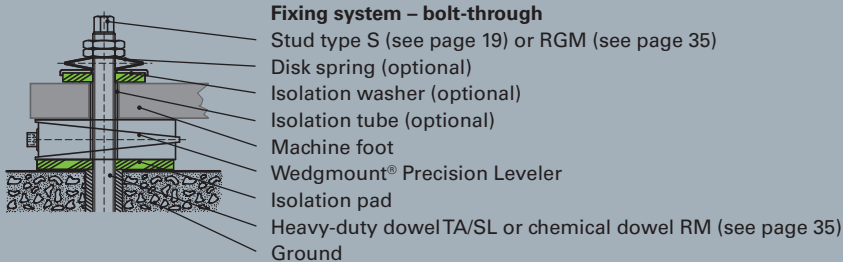 Fixing system – bolt-through
Stud type S (see page 19) or RGM (see page 35)
Disk spring (optional)
Isolation washer (optional)
Isolation tube (optional)
Machine foot
Wedgmount® Precision Leveler
Isolation pad
Heavy-duty dowel TA/SL or chemical dowel RM (see page 35)
Ground